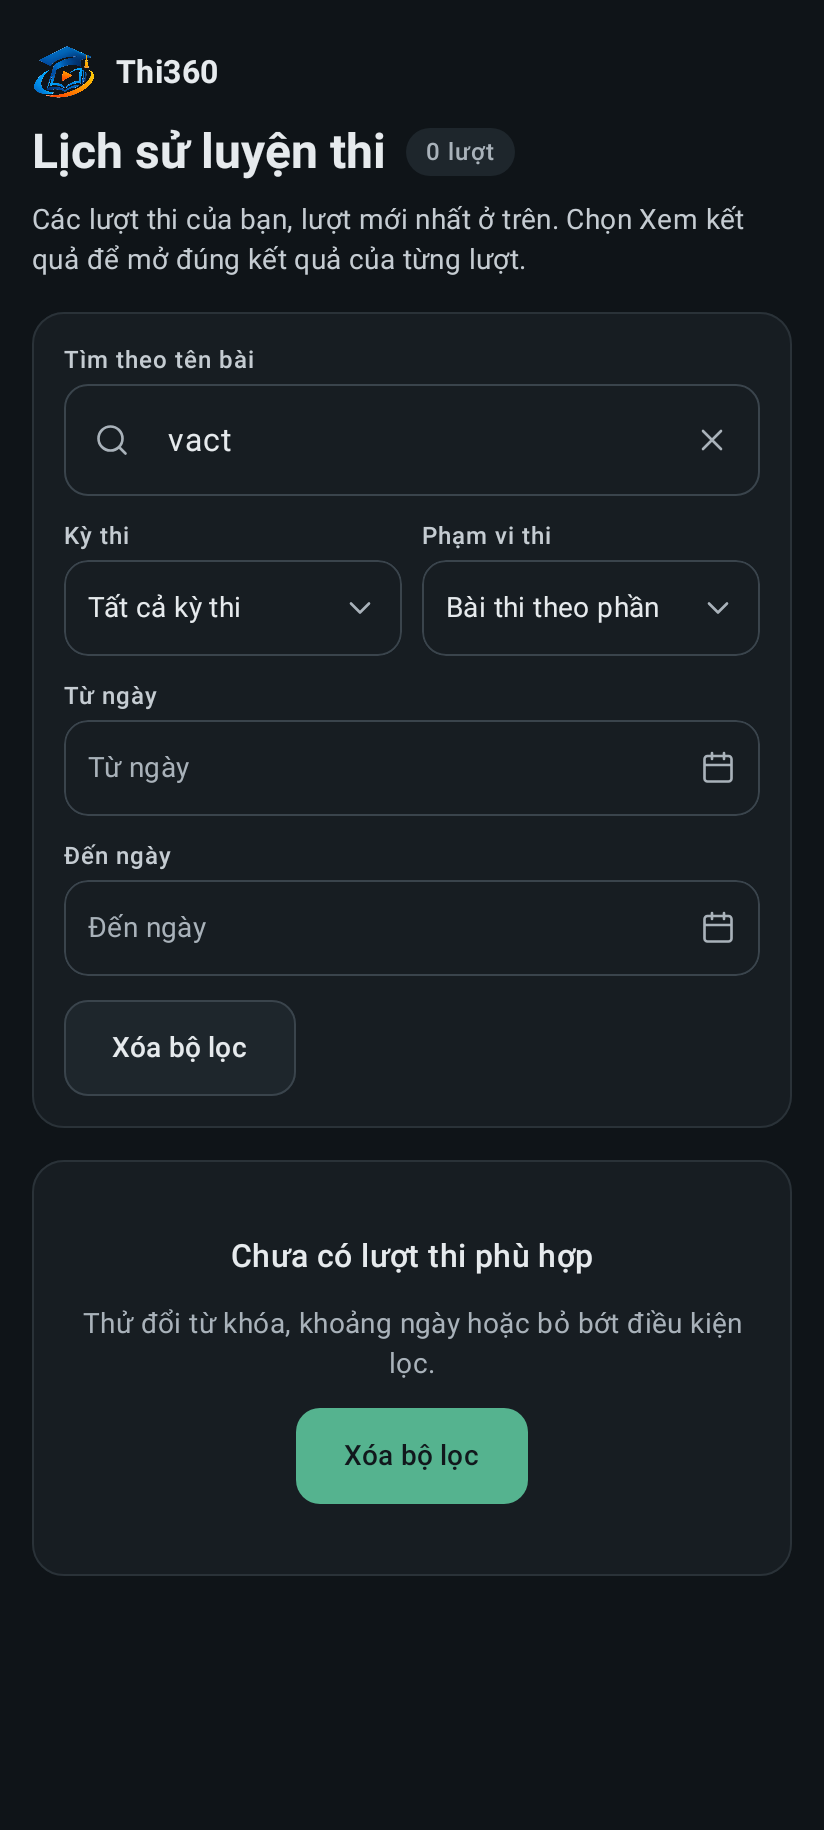 Thi360
Lịch sử luyện thi
0 lượt
Các lượt thi của bạn, lượt mới nhất ở trên. Chọn Xem kết
quả để mở đúng kết quả của từng lượt.
Tìm theo tên bài
vact
Kỳ thi
Phạm vi thi
Tất cả kỳ thi
Bài thi theo phần
Từ ngày
Từ ngày
Đến ngày
Đến ngày
Xóa bộ lọc
Chưa có lượt thi phù hợp
Thử đổi từ khóa, khoảng ngày hoặc bỏ bớt điều kiện
lọc.
Xóa bộ lọc